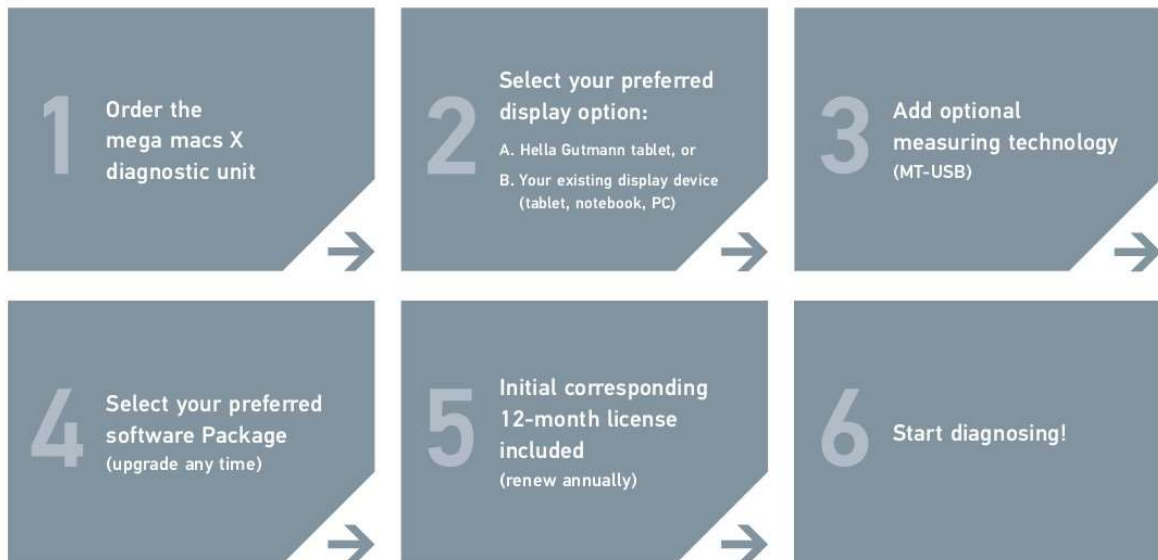 1
Order the
mega macs X
diagnostic unit
2
Select your preferred
display option:
A. Hella Gutmann tablet, or
B. Your existing display device
(tablet, notebook, PC)
3
Add optional
measuring technology
(MT-USB)
4
Select your preferred
software Package
(upgrade any time)
5
Initial corresponding
12-month license
included
(renew annually)
6
Start diagnosing!